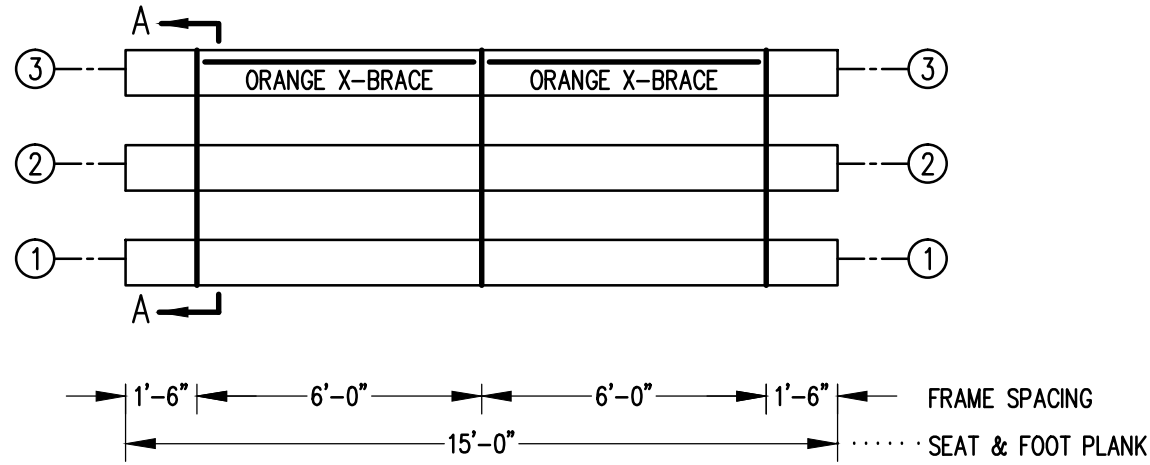 A
3 ORANGE X-BRACE ORANGE X-BRACE 3
2 2
1 1
A
1'-6" 6'-0" 6'-0" 1'-6" FRAME SPACING
15'-0" SEAT & FOOT PLANK